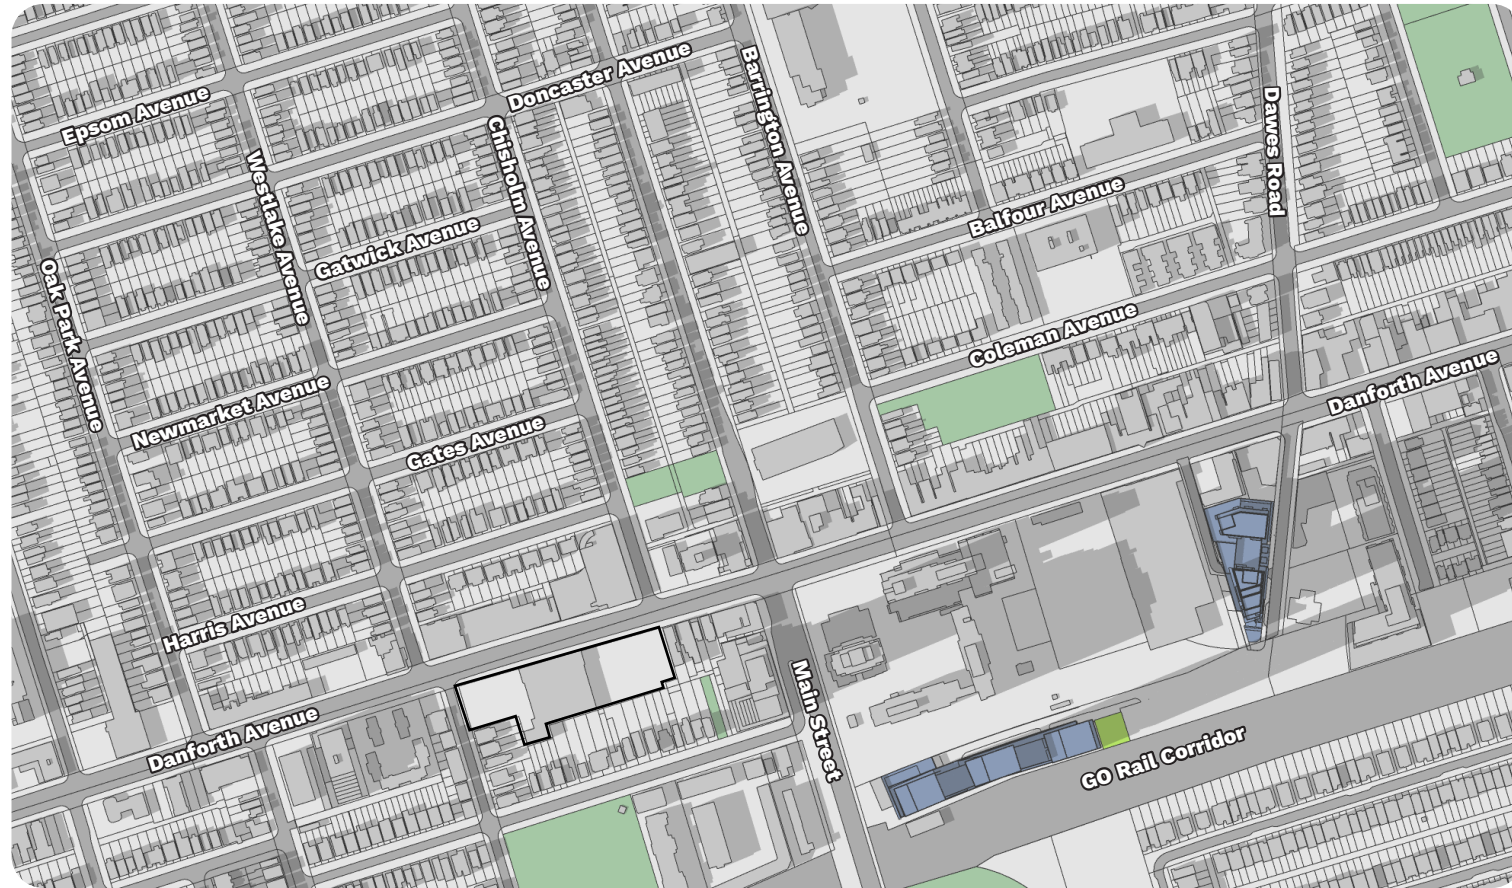 Doncaster Avenue
Epsom Avenue
Barrington Avenue
Dawes Road
Chisholm Avenue
Westlake Avenue
Balfour Avenue
Gatwick Avenue
Oak Park Avenue
Coleman Avenue
Danforth Avenue
Newmarket Avenue
Gates Avenue
Harris Avenue
Main Street
Danforth Avenue
GO Rail Corridor